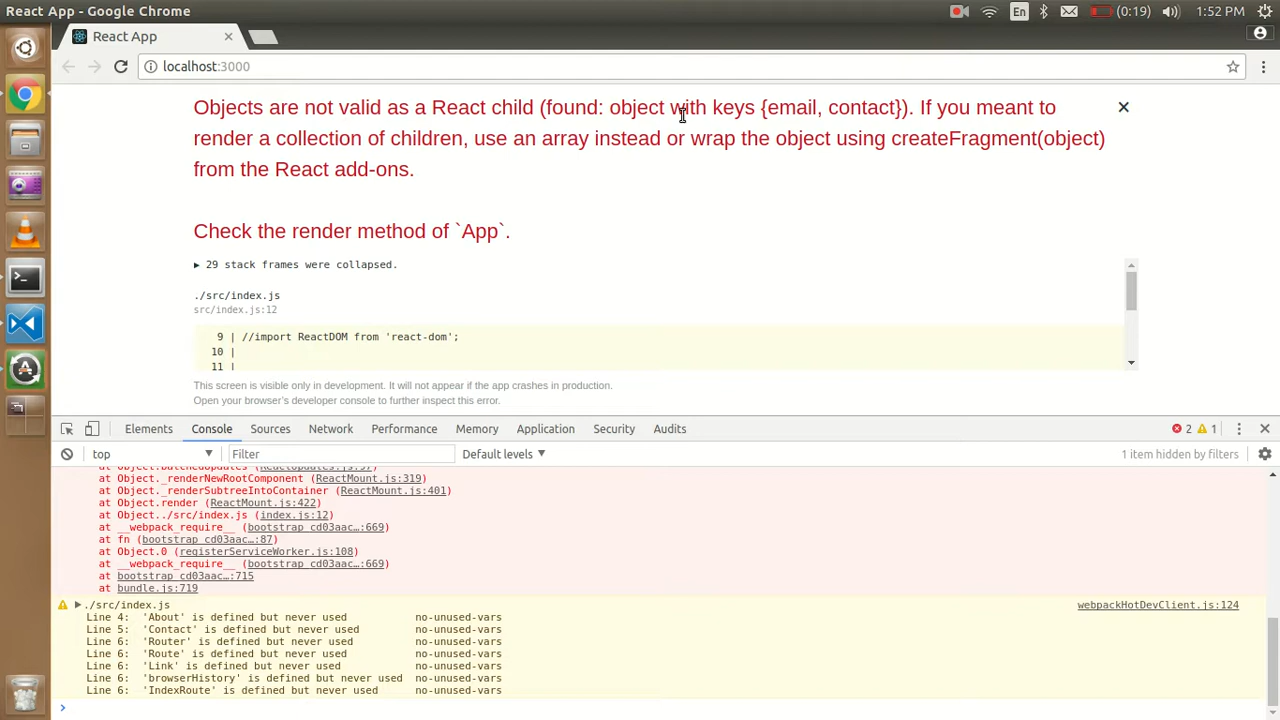 React App - Google Chrome
En
(0:19)
1:52 PM
React App
localhost:3000
Objects are not valid as a React child (found: object with keys {email, contact}). If you meant to
render a collection of children, use an array instead or wrap the object using createFragment(object)
from the React add-ons.
Check the render method of `App`.
▶ 29 stack frames were collapsed.
./src/index.js
src/index.js:12
9 | //import ReactDOM from 'react-dom';
10 |
11 |
This screen is visible only in development. It will not appear if the app crashes in production.
Open your browser's developer console to further inspect this error.
Elements Console Sources Network Performance Memory Application Security Audits 2 1
top Filter Default levels 1 item hidden by filters
at Object.batchedUpdates (ReactUpdates.js:97)
at Object._renderNewRootComponent (ReactMount.js:319)
at Object._renderSubtreeIntoContainer (ReactMount.js:401)
at Object.render (ReactMount.js:422)
at Object../src/index.js (index.js:12)
at __webpack_require__ (bootstrap cd03aac…:669)
at fn (bootstrap cd03aac…:87)
at Object.0 (registerServiceWorker.js:108)
at __webpack_require__ (bootstrap cd03aac…:669)
at bootstrap cd03aac…:715
at bundle.js:719
▶./src/index.js webpackHotDevClient.js:124
Line 4: 'About' is defined but never used no-unused-vars
Line 5: 'Contact' is defined but never used no-unused-vars
Line 6: 'Router' is defined but never used no-unused-vars
Line 6: 'Route' is defined but never used no-unused-vars
Line 6: 'Link' is defined but never used no-unused-vars
Line 6: 'browserHistory' is defined but never used no-unused-vars
Line 6: 'IndexRoute' is defined but never used no-unused-vars